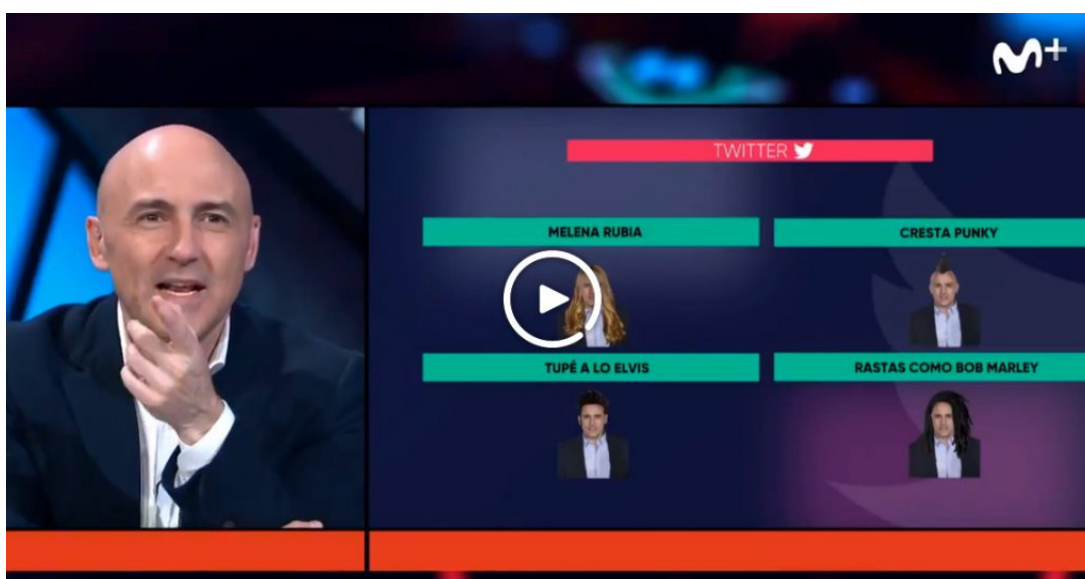 M+
TWITTER
MELENA RUBIA
CRESTA PUNKY
TUPÉ A LO ELVIS
RASTAS COMO BOB MARLEY